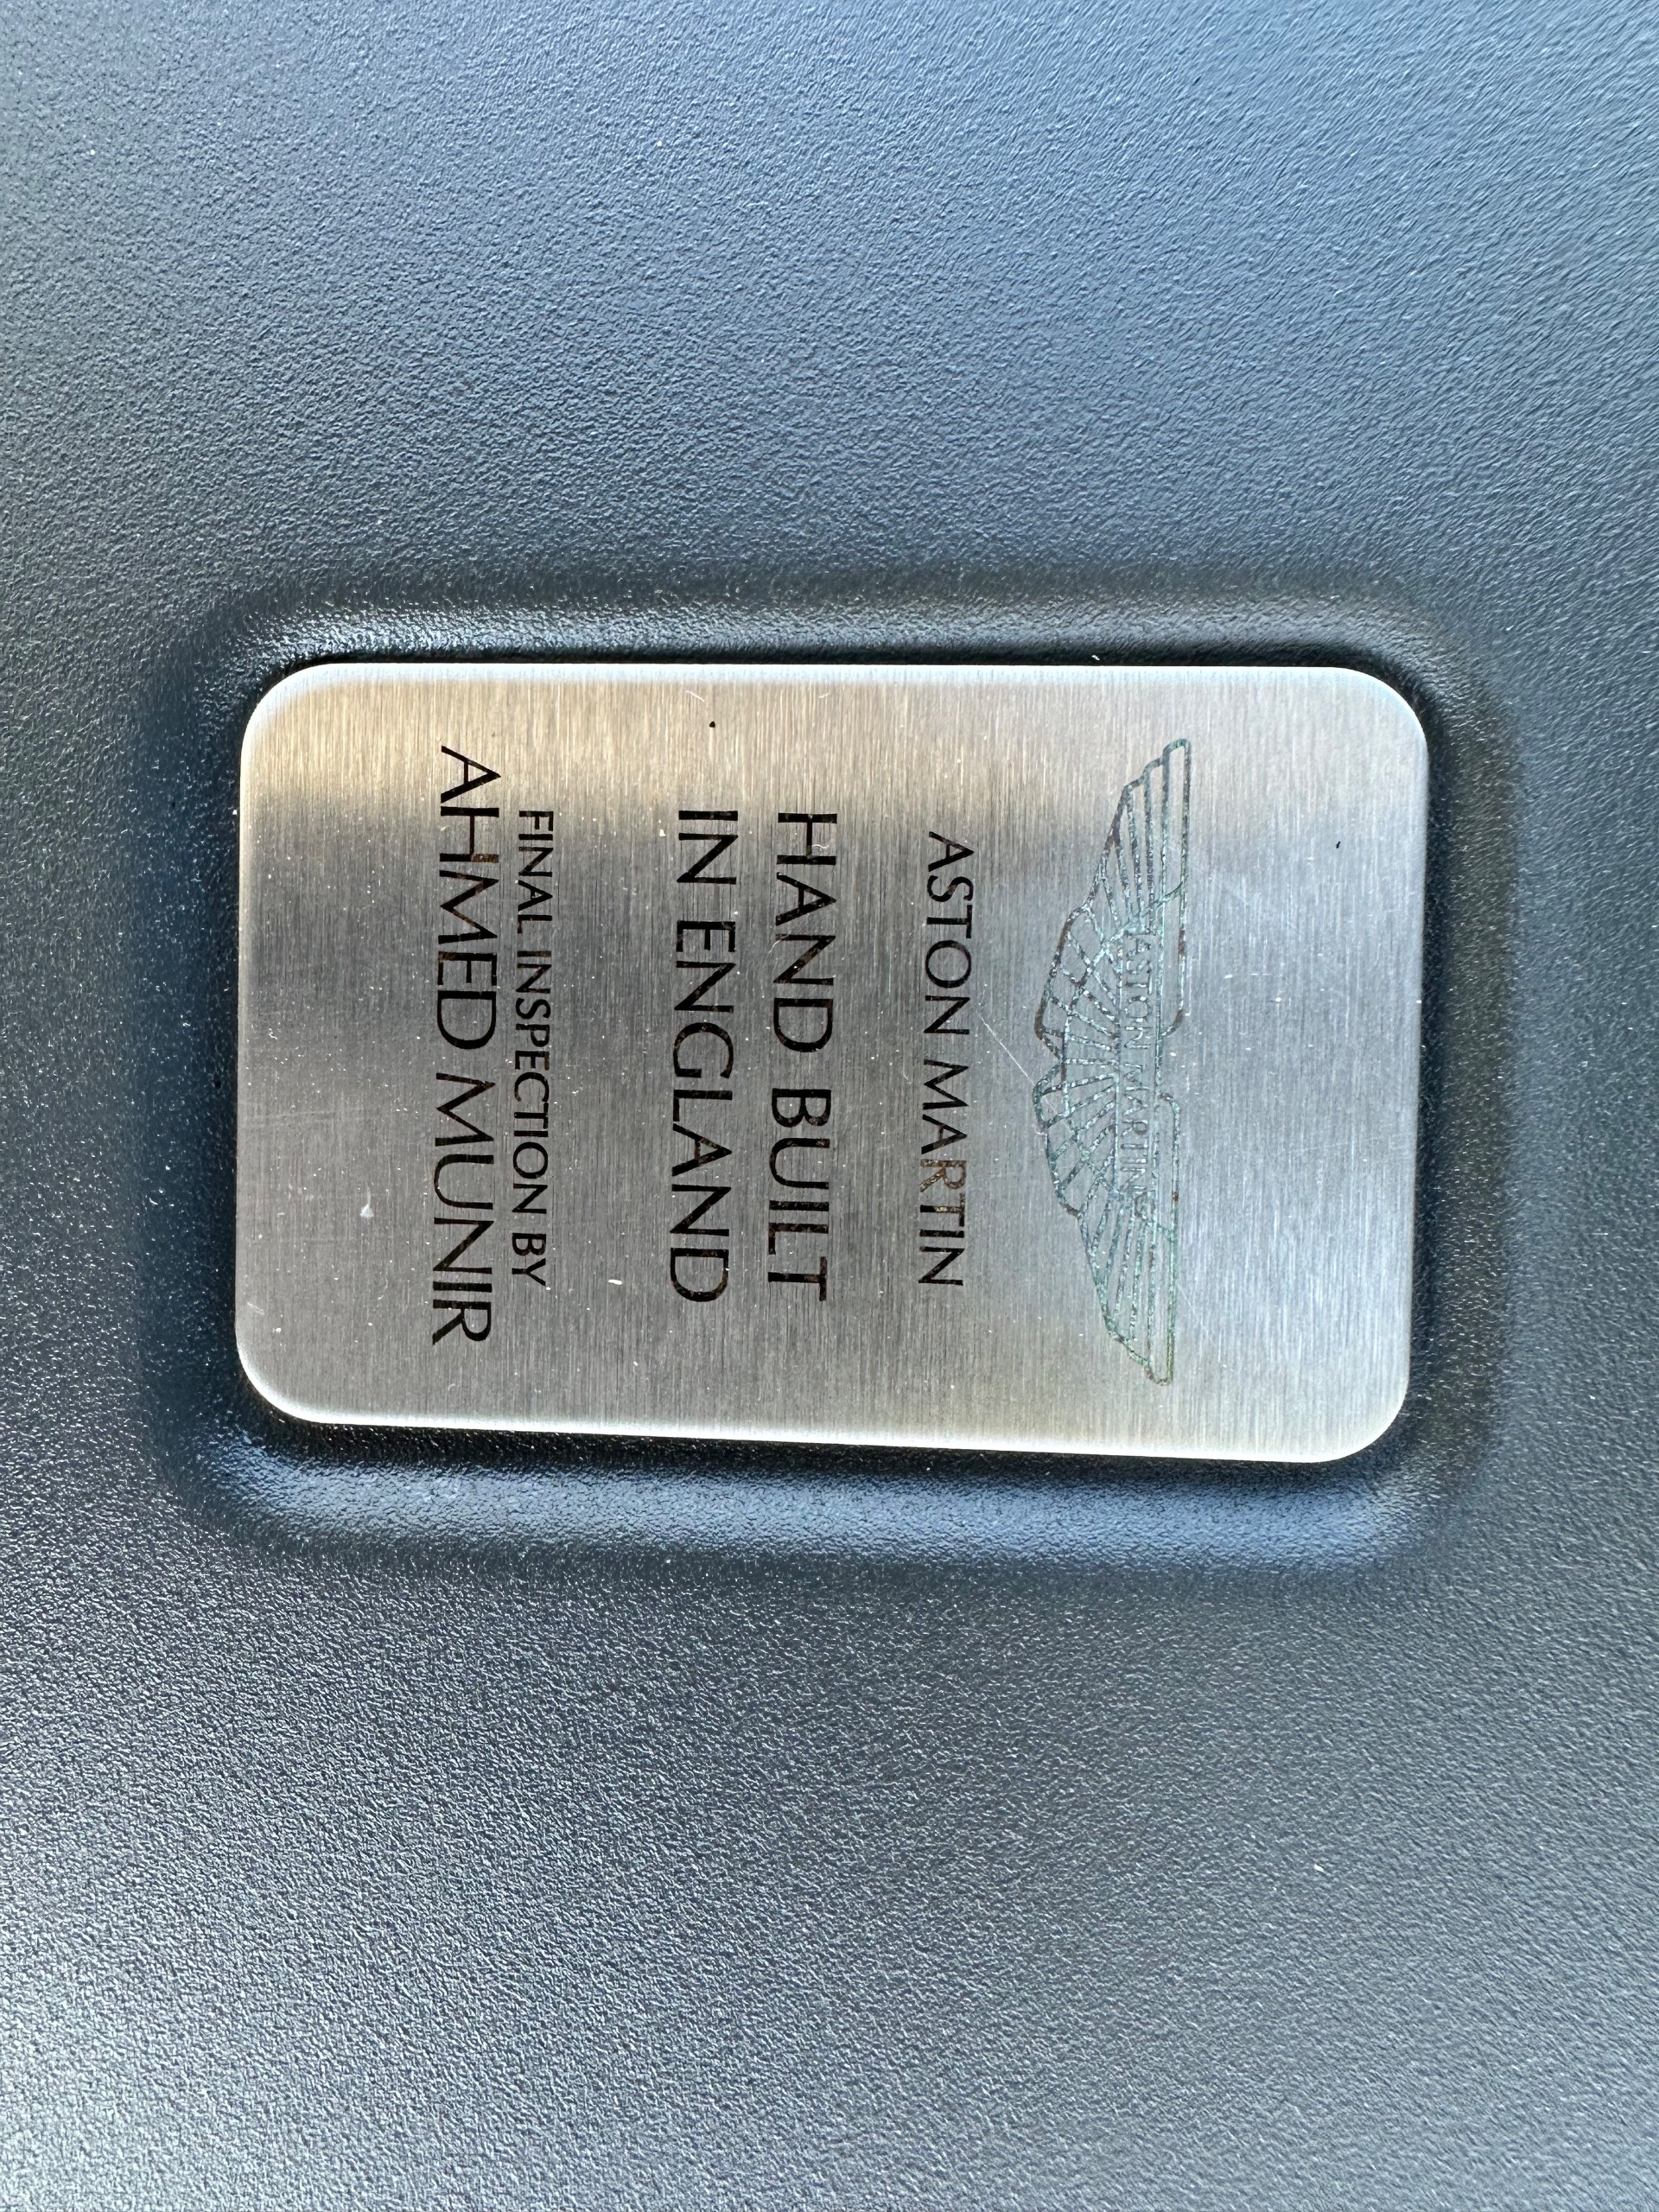 ASTON MARTIN
ASTON MARTIN
HAND BUILT
IN ENGLAND
FINAL INSPECTION BY
AHMED MUNIR